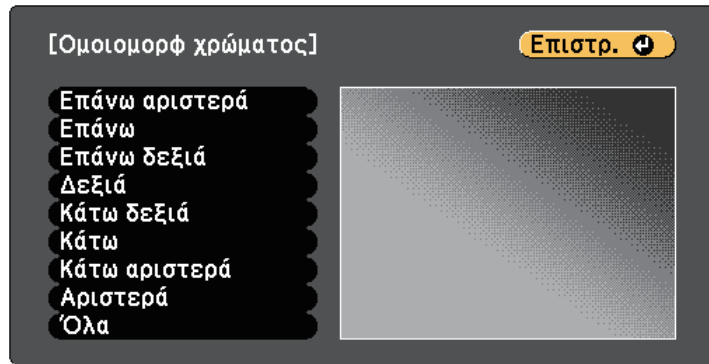 [Ομοιομορφ χρώματος]
Επιστρ.
Επάνω αριστερά
Επάνω
Επάνω δεξιά
Δεξιά
Κάτω δεξιά
Κάτω
Κάτω αριστερά
Αριστερά
Όλα